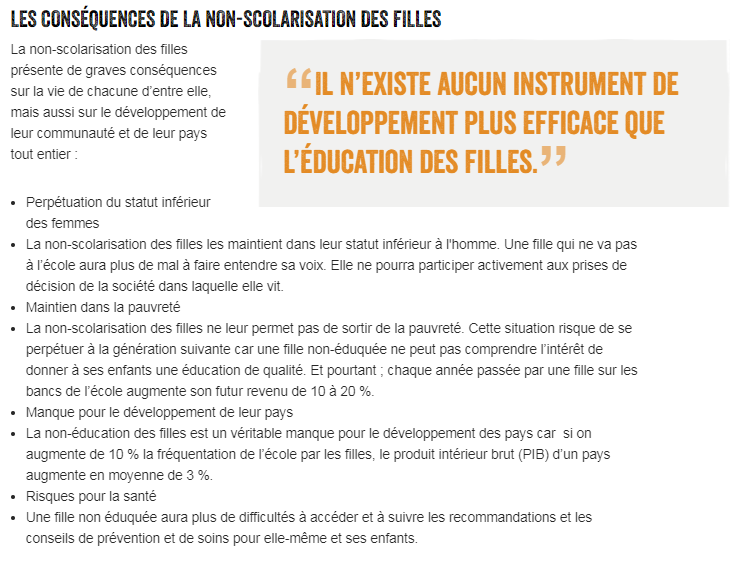 LES CONSÉQUENCES DE LA NON-SCOLARISATION DES FILLES
La non-scolarisation des filles
présente de graves conséquences
sur la vie de chacune d’entre elle,
mais aussi sur le développement de
leur communauté et de leur pays
tout entier :
“IL N’EXISTE AUCUN INSTRUMENT DE
DÉVELOPPEMENT PLUS EFFICACE QUE
L’ÉDUCATION DES FILLES.”
• Perpétuation du statut inférieur
des femmes
• La non-scolarisation des filles les maintient dans leur statut inférieur à l'homme. Une fille qui ne va pas
à l’école aura plus de mal à faire entendre sa voix. Elle ne pourra participer activement aux prises de
décision de la société dans laquelle elle vit.
• Maintien dans la pauvreté
• La non-scolarisation des filles ne leur permet pas de sortir de la pauvreté. Cette situation risque de se
perpétuer à la génération suivante car une fille non-éduquée ne peut pas comprendre l’intérêt de
donner à ses enfants une éducation de qualité. Et pourtant ; chaque année passée par une fille sur les
bancs de l’école augmente son futur revenu de 10 à 20 %.
• Manque pour le développement de leur pays
• La non-éducation des filles est un véritable manque pour le développement des pays car  si on
augmente de 10 % la fréquentation de l’école par les filles, le produit intérieur brut (PIB) d’un pays
augmente en moyenne de 3 %.
• Risques pour la santé
• Une fille non éduquée aura plus de difficultés à accéder et à suivre les recommandations et les
conseils de prévention et de soins pour elle-même et ses enfants.